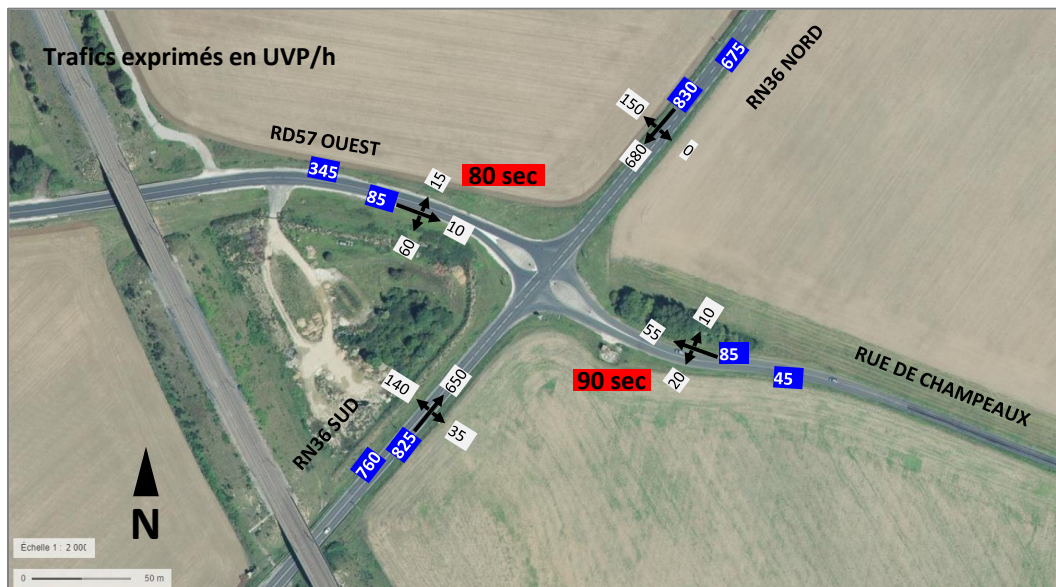 Trafics exprimés en UVP/h
675
RN36 NORD
830
150
0
680
RD57 OUEST
345
80 sec
15
85
10
60
10
55
85
RUE DE CHAMPEAUX
45
20
90 sec
650
140
35
RN36 SUD
825
760
N
Échelle 1 : 2 000
0
50 m